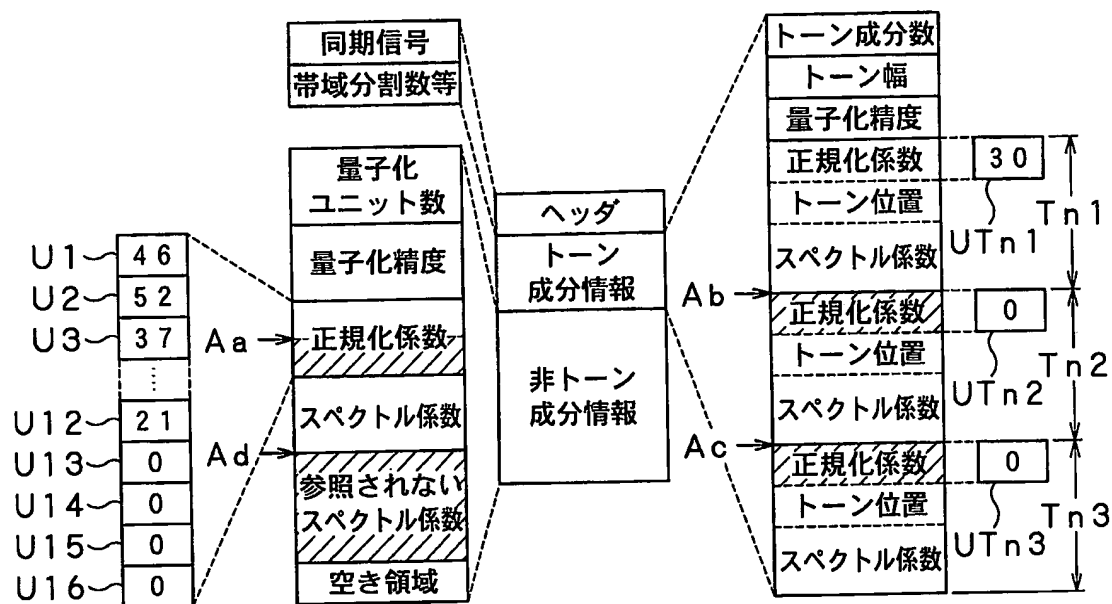 同期信号
帯域分割数等
量子化
ユニット数
量子化精度
正規化係数
スペクトル係数
参照されない
スペクトル係数
空き領域
U1
46
U2
52
U3
37
……
U12
21
U13
0
U14
0
U15
0
U16
0
Aa
Ad
ヘッダ
トーン
成分情報
非トーン
成分情報
Ab
Ac
トーン成分数
トーン幅
量子化精度
正規化係数
トーン位置
スペクトル係数
正規化係数
トーン位置
スペクトル係数
正規化係数
トーン位置
スペクトル係数
30
UTn1
Tn1
0
UTn2
Tn2
0
UTn3
Tn3